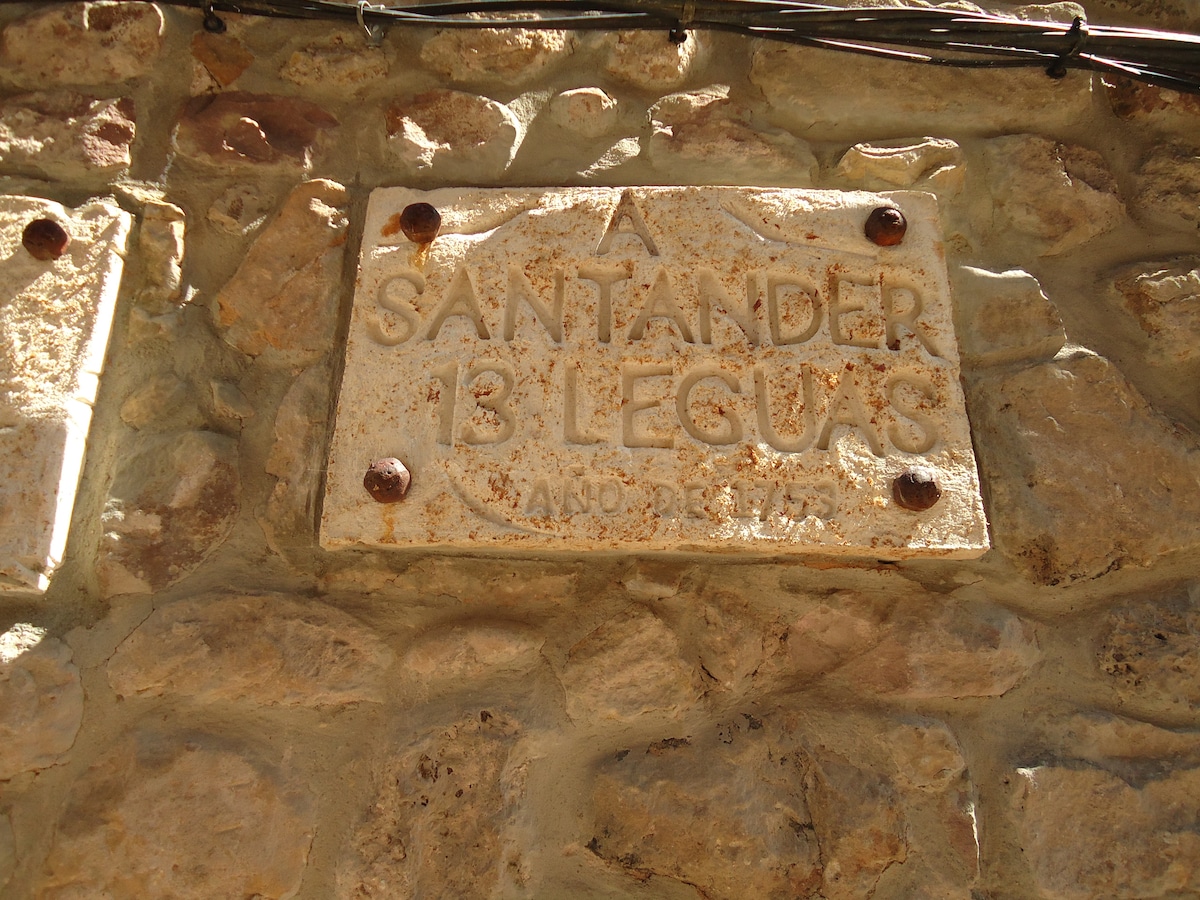 A
SANTANDER
13 LEGUAS
AÑO DE 1753